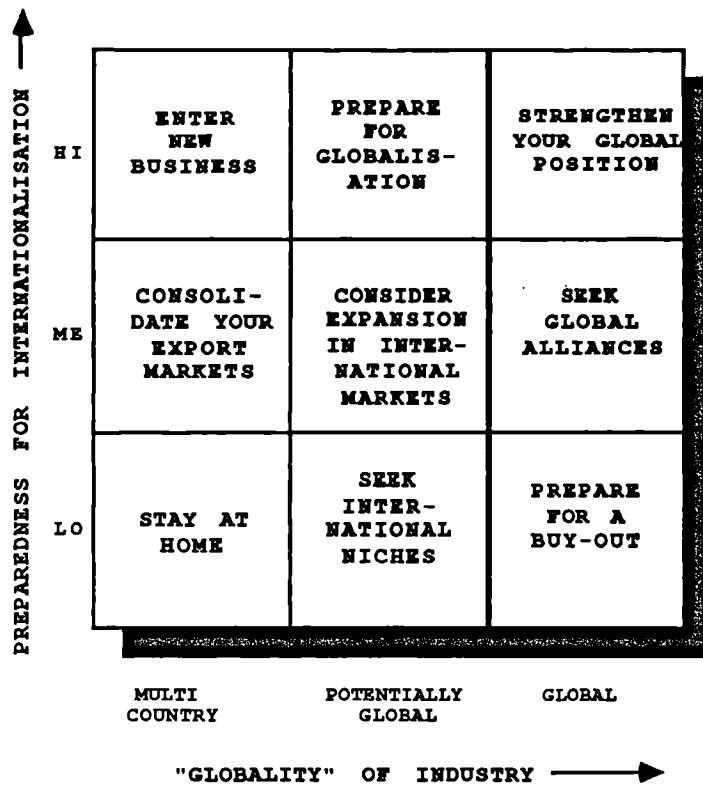 PREPAREDNESS FOR INTERNATIONALISATION
HI
ENTER
NEW
BUSINESS
PREPARE
FOR
GLOBALIS-
ATION
STRENGTHEN
YOUR GLOBAL
POSITION
ME
CONSOLI-
DATE YOUR
EXPORT
MARKETS
CONSIDER
EXPANSION
IN INTER-
NATIONAL
MARKETS
SEEK
GLOBAL
ALLIANCES
LO
STAY AT
HOME
SEEK
INTER-
NATIONAL
NICHES
PREPARE
FOR A
BUY-OUT
MULTI
COUNTRY
POTENTIALLY
GLOBAL
GLOBAL
"GLOBALITY" OF INDUSTRY